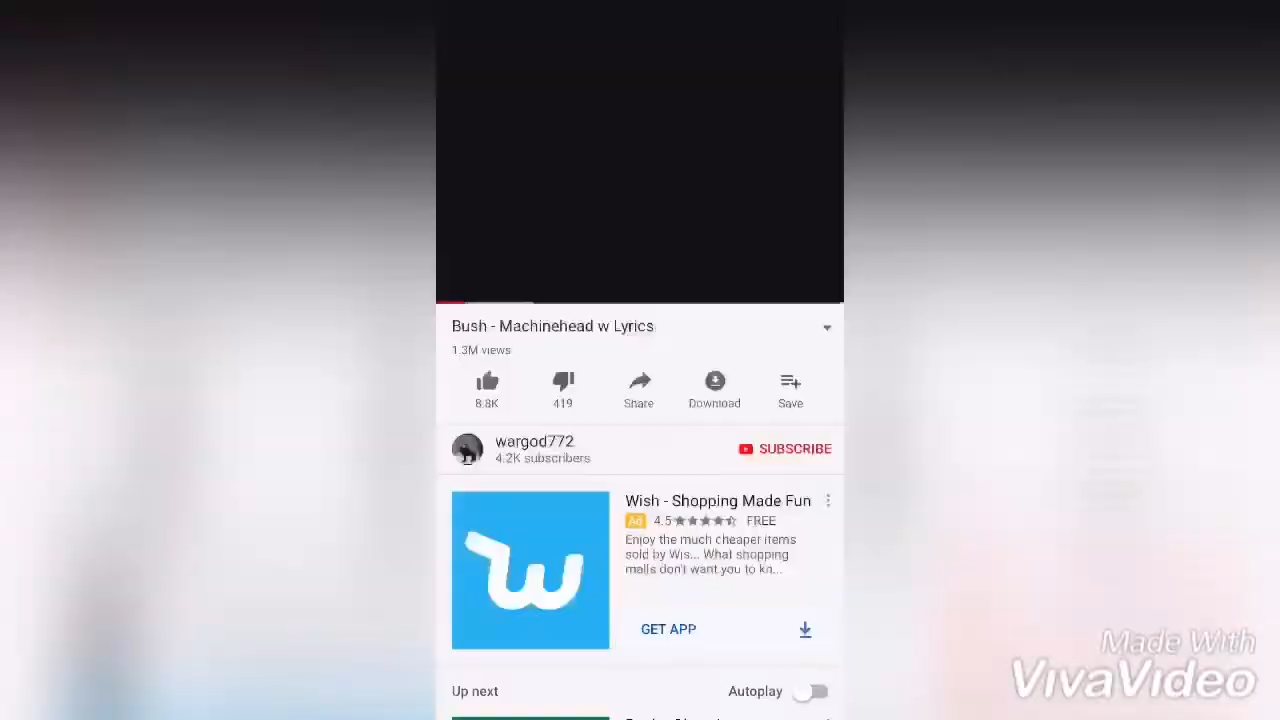 Bush - Machinehead w Lyrics
1.3M views
8.8K
419
Share
Download
Save
wargod772
4.2K subscribers
SUBSCRIBE
Wish - Shopping Made Fun
Ad 4.5 FREE
Enjoy the much cheaper items
sold by Wis... What shopping
malls don't want you to kn...
GET APP
Up next
Autoplay
Made With
VivaVideo